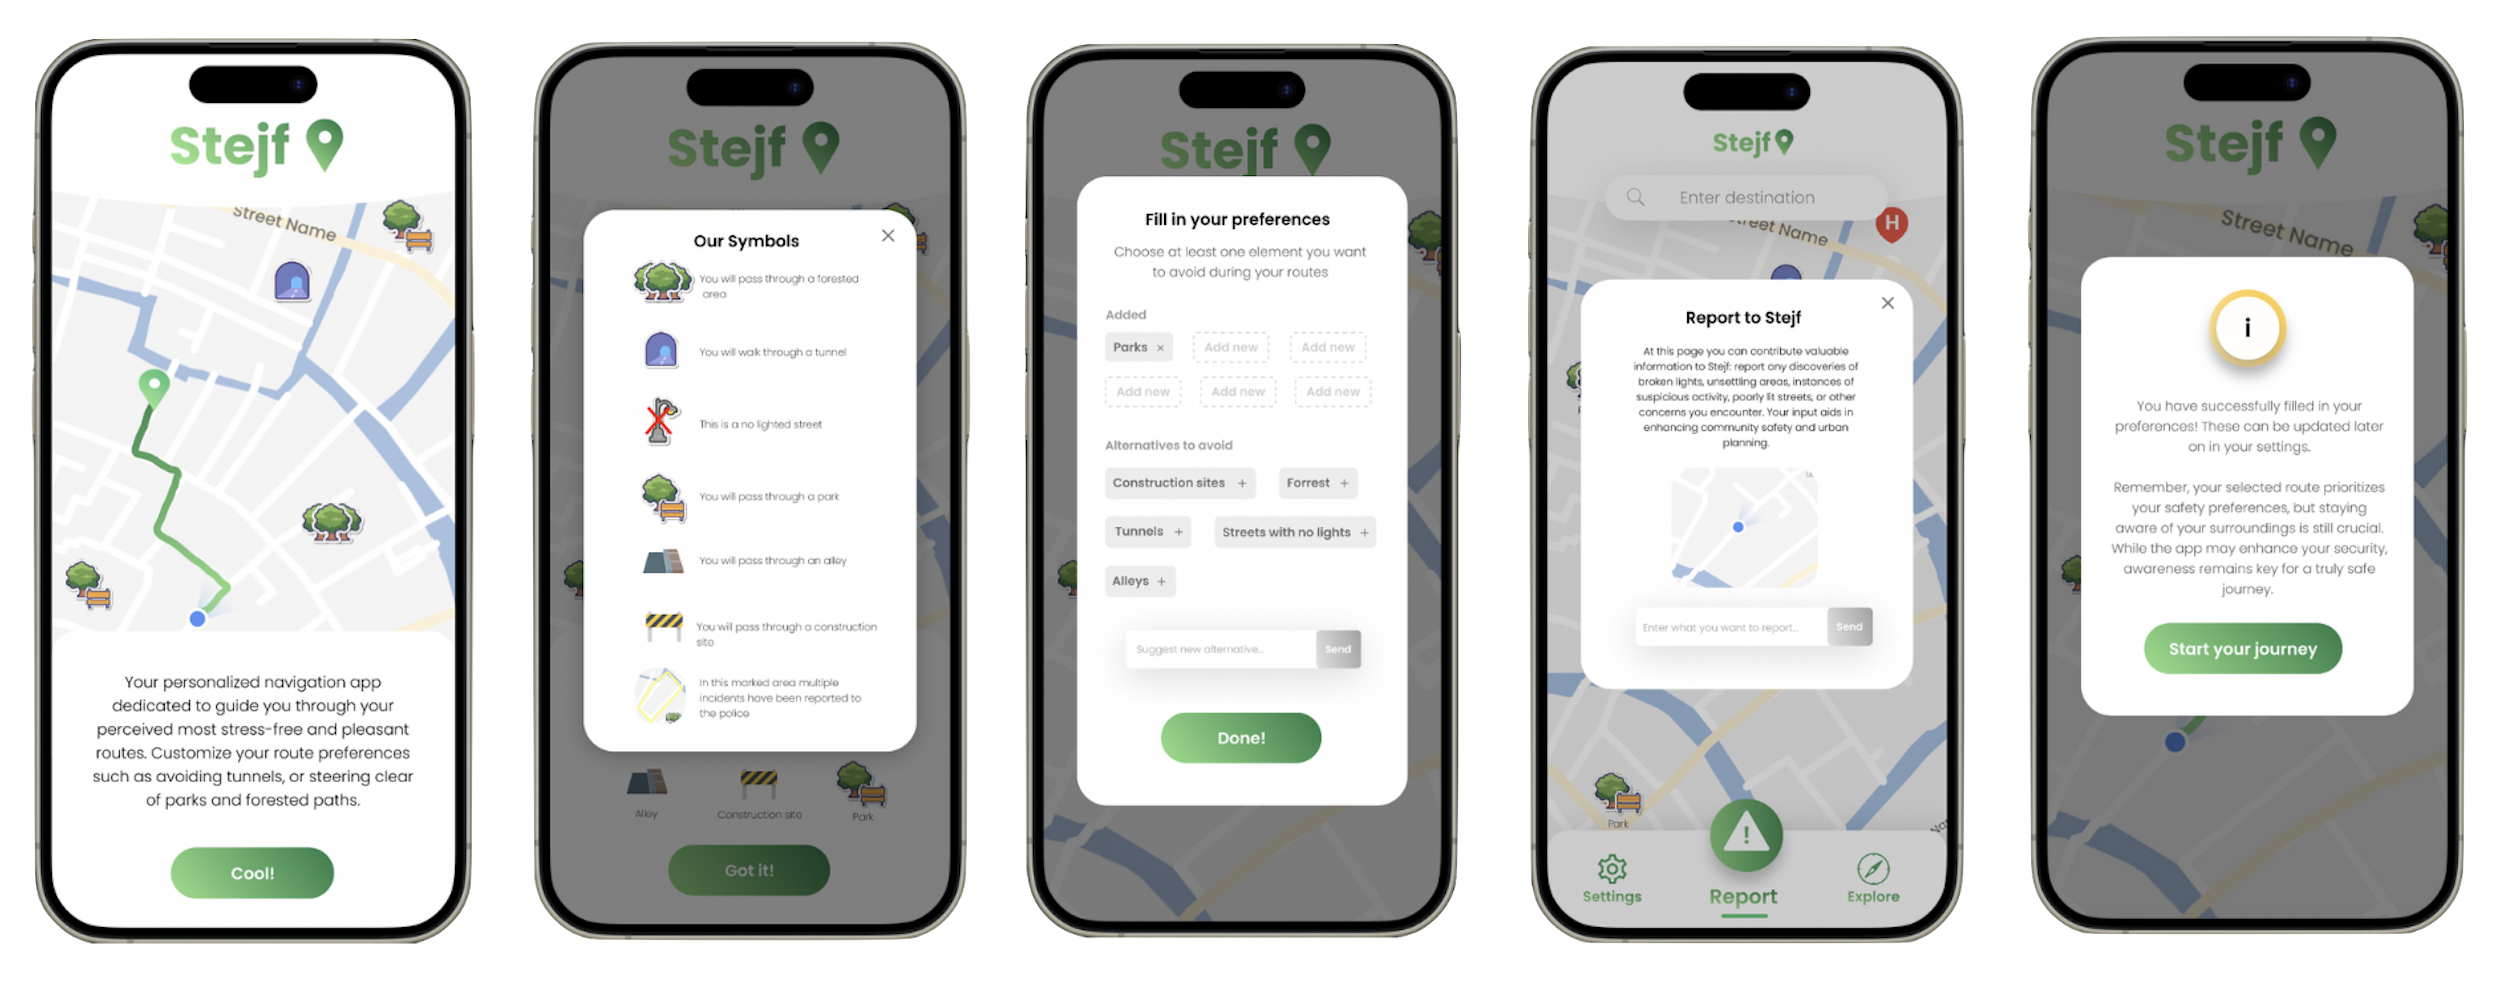 Stejf
Street Name
Your personalized navigation app
dedicated to guide you through your
perceived most stress-free and pleasant
routes. Customize your route preferences
such as avoiding tunnels, or steering clear
of parks and forested paths.
Cool!
Stejf
Our Symbols
You will pass through a forested
area
You will walk through a tunnel
This is a no lighted street
You will pass through a park
You will pass through an alley
You will pass through a construction
site
In this marked area multiple
incidents have been reported to
the police
Alley
Construction site
Park
Got it!
Stejf
Fill in your preferences
Choose at least one element you want
to avoid during your routes
Added
Parks ×
Add new
Add new
Add new
Add new
Add new
Alternatives to avoid
Construction sites +
Forrest +
Tunnels +
Streets with no lights +
Alleys +
Suggest new alternative...
Send
Done!
Stejf
Enter destination
H
Street Name
Report to Stejf
At this page you can contribute valuable
information to Stejf: report any discoveries of
broken lights, unsettling areas, instances of
suspicious activity, poorly lit streets, or other
concerns you encounter. Your input aids in
enhancing community safety and urban
planning.
Enter what you want to report...
Send
Park
Settings
Report
Explore
Stejf
Street Name
i
You have successfully filled in your
preferences! These can be updated later
on in your settings.
Remember, your selected route prioritizes
your safety preferences, but staying
aware of your surroundings is still crucial.
While the app may enhance your security,
awareness remains key for a truly safe
journey.
Start your journey